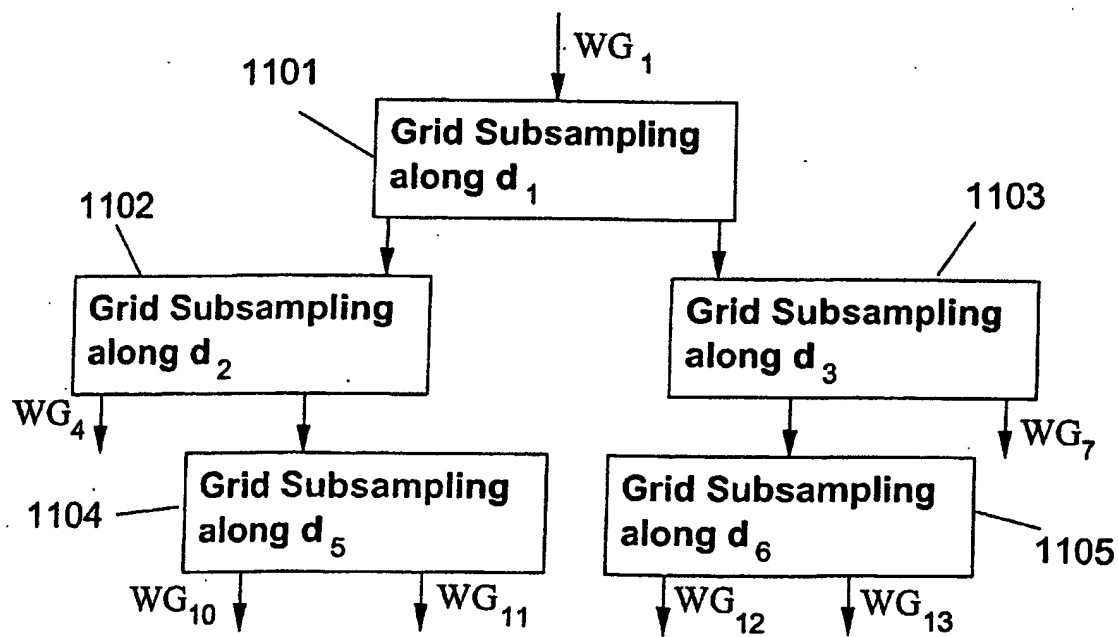 WG1
1101
Grid Subsampling
along d1
1102
1103
Grid Subsampling
along d2
Grid Subsampling
along d3
WG4
WG7
Grid Subsampling
along d5
Grid Subsampling
along d6
1104
1105
WG10
WG11
WG12
WG13